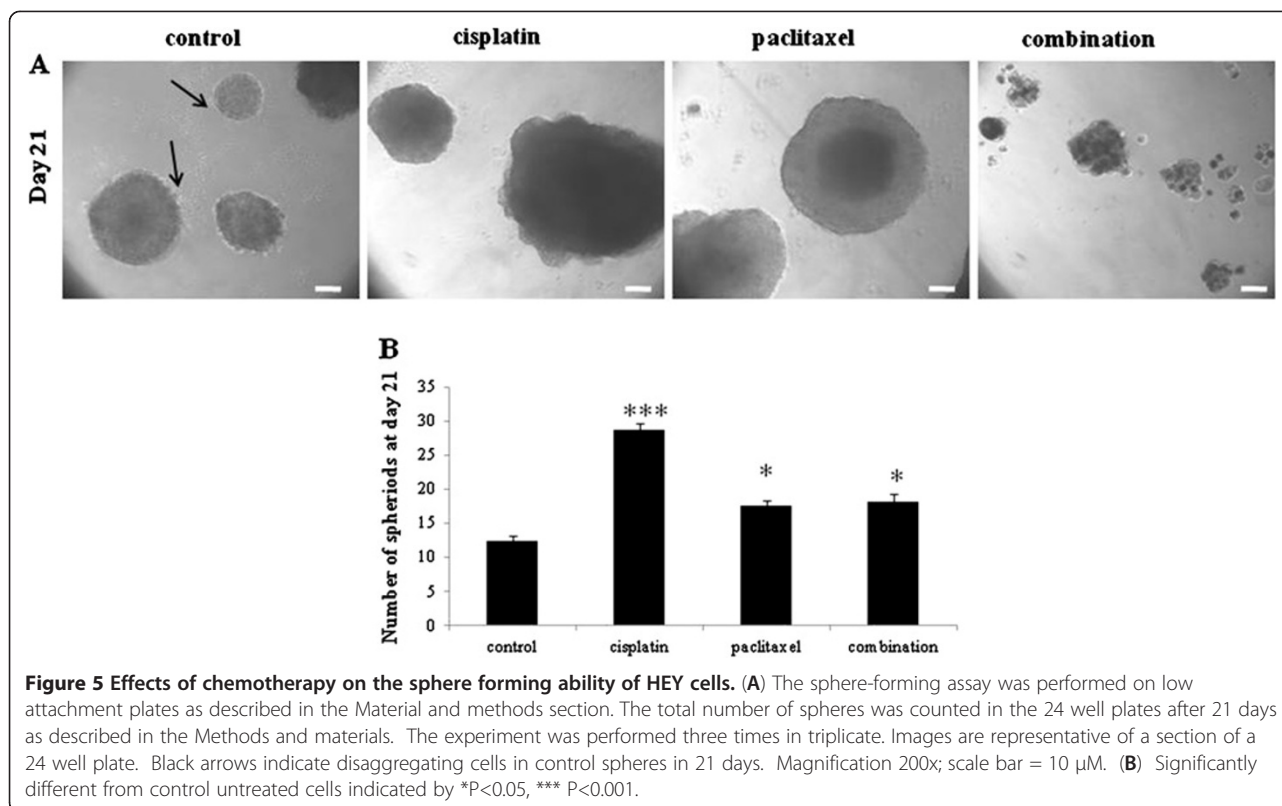 control cisplatin paclitaxel combination
A
Day 21
B
Number of spheriods at day 21
35
30
25
20
15
10
5
0
***
*
*
control cisplatin paclitaxel combination
Figure 5 Effects of chemotherapy on the sphere forming ability of HEY cells. (A) The sphere-forming assay was performed on low
attachment plates as described in the Material and methods section. The total number of spheres was counted in the 24 well plates after 21 days
as described in the Methods and materials. The experiment was performed three times in triplicate. Images are representative of a section of a
24 well plate. Black arrows indicate disaggregating cells in control spheres in 21 days. Magnification 200x; scale bar = 10 μM. (B) Significantly
different from control untreated cells indicated by *P<0.05, *** P<0.001.